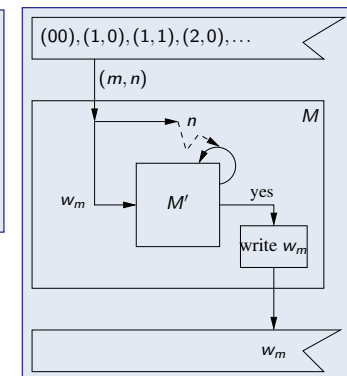 (00), (1, 0), (1, 1), (2, 0), . . .
(m, n)
n
M
w_m
M′
yes
write w_m
w_m